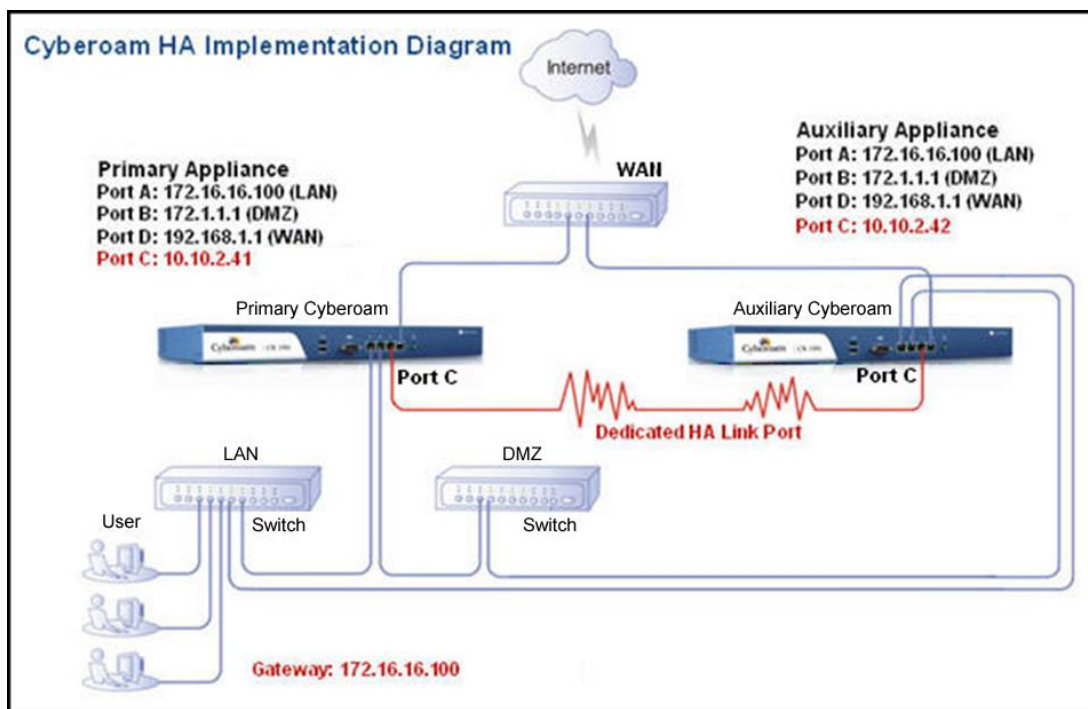 Cyberoam HA Implementation Diagram
Internet
WAN
Primary Appliance
Port A: 172.16.16.100 (LAN)
Port B: 172.1.1.1 (DMZ)
Port D: 192.168.1.1 (WAN)
Port C: 10.10.2.41
Auxiliary Appliance
Port A: 172.16.16.100 (LAN)
Port B: 172.1.1.1 (DMZ)
Port D: 192.168.1.1 (WAN)
Port C: 10.10.2.42
Primary Cyberoam
Auxiliary Cyberoam
Cyberoam
Cyberoam
Port C
Port C
Dedicated HA Link Port
LAN
DMZ
User
Switch
Switch
Gateway: 172.16.16.100